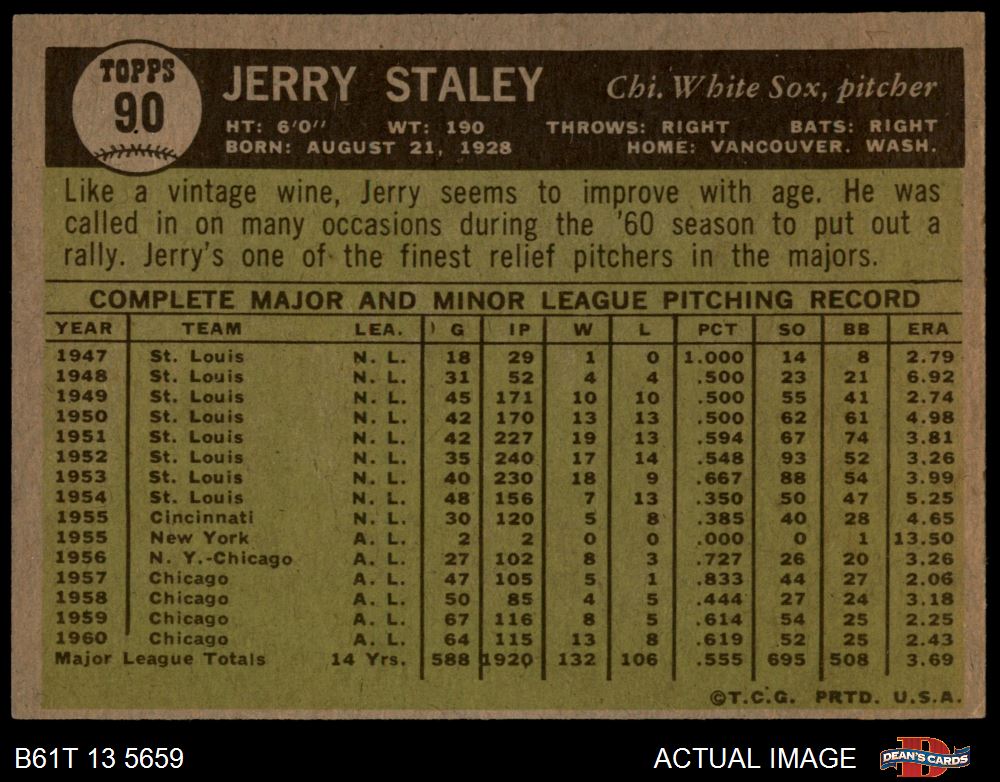 TOPPS
90
JERRY STALEY Chi. White Sox, pitcher
HT: 6'0" WT: 190 THROWS: RIGHT BATS: RIGHT
BORN: AUGUST 21, 1928 HOME: VANCOUVER. WASH.
Like a vintage wine, Jerry seems to improve with age. He was
called in on many occasions during the '60 season to put out a
rally. Jerry's one of the finest relief pitchers in the majors.
COMPLETE MAJOR AND MINOR LEAGUE PITCHING RECORD
YEAR TEAM LEA. G IP W L PCT SO BB ERA
1947 St. Louis N. L. 18 29 1 0 1.000 14 8 2.79
1948 St. Louis N. L. 31 52 4 4 .500 23 21 6.92
1949 St. Louis N. L. 45 171 10 10 .500 55 41 2.74
1950 St. Louis N. L. 42 170 13 13 .500 62 61 4.98
1951 St. Louis N. L. 42 227 19 13 .594 67 74 3.81
1952 St. Louis N. L. 35 240 17 14 .548 93 52 3.26
1953 St. Louis N. L. 40 230 18 9 .667 88 54 3.99
1954 St. Louis N. L. 48 156 7 13 .350 50 47 5.25
1955 Cincinnati N. L. 30 120 5 8 .385 40 28 4.65
1955 New York A. L. 2 2 0 0 .000 0 1 13.50
1956 N. Y.-Chicago A. L. 27 102 8 3 .727 26 20 3.26
1957 Chicago A. L. 47 105 5 1 .833 44 27 2.06
1958 Chicago A. L. 50 85 4 5 .444 27 24 3.18
1959 Chicago A. L. 67 116 8 5 .614 54 25 2.25
1960 Chicago A. L. 64 115 13 8 .619 52 25 2.43
Major League Totals 14 Yrs. 588 1920 132 106 .555 695 508 3.69
©T.C.G. PRTD. U.S.A.
B61T 13 5659 ACTUAL IMAGE DEAN'S CARDS